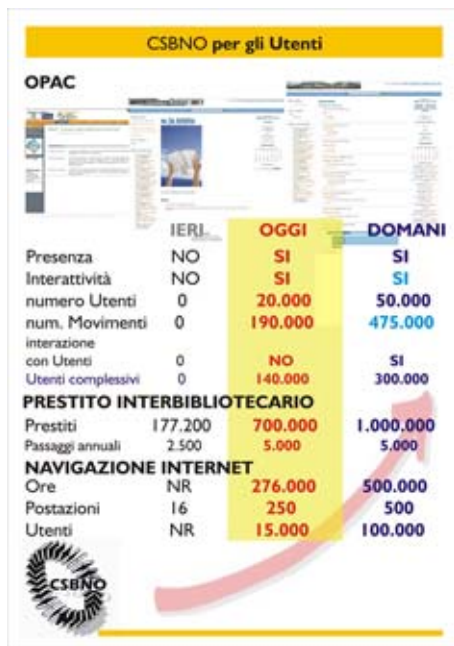 CSBNO per gli Utenti
OPAC
IERI OGGI DOMANI
Presenza NO SI SI
Interattività NO SI SI
numero Utenti 0 20.000 50.000
num. Movimenti 0 190.000 475.000
interazione
con Utenti 0 NO SI
Utenti complessivi 0 140.000 300.000
PRESTITO INTERBIBLIOTECARIO
Prestiti 177.200 700.000 1.000.000
Passaggi annuali 2.500 5.000 5.000
NAVIGAZIONE INTERNET
Ore NR 276.000 500.000
Postazioni 16 250 500
Utenti NR 15.000 100.000
CSBNO